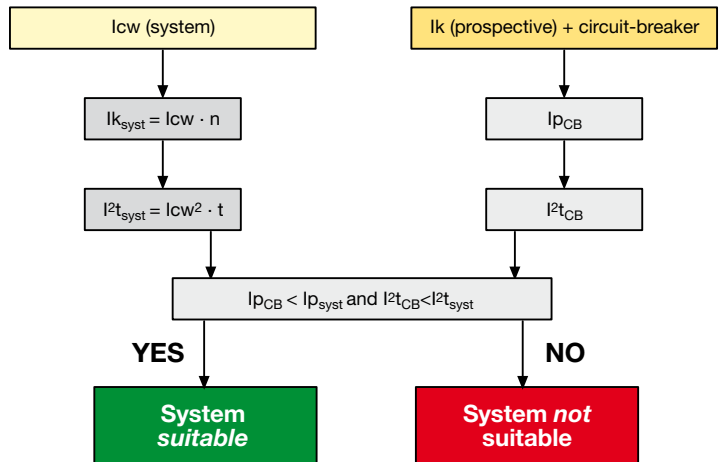 Icw (system)
Ik (prospective) + circuit-breaker
Ik_syst = Icw · n
Ip_CB
I²t_syst = Icw² · t
I²t_CB
Ip_CB < Ip_syst and I²t_CB<I²t_syst
YES
NO
System
suitable
System not
suitable